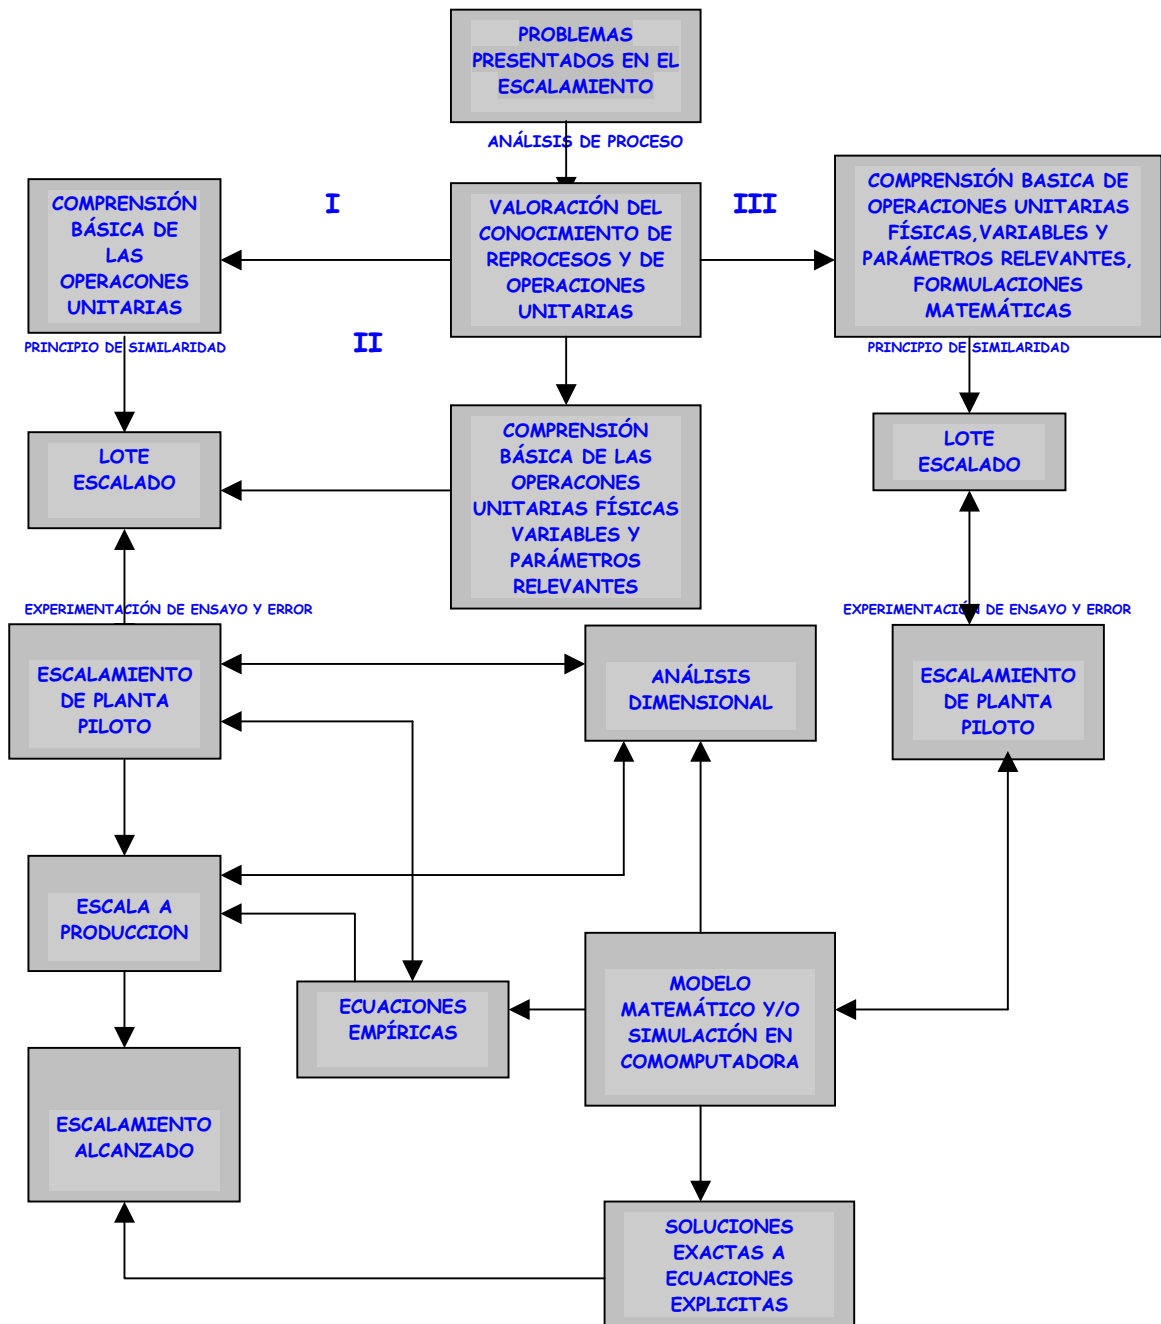 PROBLEMAS
PRESENTADOS EN EL
ESCALAMIENTO
ANÁLISIS DE PROCESO
COMPRENSIÓN
BÁSICA DE
LAS
OPERACONES
UNITARIAS
I
VALORACIÓN DEL
CONOCIMIENTO DE
REPROCESOS Y DE
OPERACIONES
UNITARIAS
III
COMPRENSIÓN BASICA DE
OPERACIONES UNITARIAS
FÍSICAS,VARIABLES Y
PARÁMETROS RELEVANTES,
FORMULACIONES
MATEMÁTICAS
PRINCIPIO DE SIMILARIDAD
II
PRINCIPIO DE SIMILARIDAD
LOTE
ESCALADO
COMPRENSIÓN
BÁSICA DE LAS
OPERACONES
UNITARIAS FÍSICAS
VARIABLES Y
PARÁMETROS
RELEVANTES
LOTE
ESCALADO
EXPERIMENTACIÓN DE ENSAYO Y ERROR
EXPERIMENTACIÓN DE ENSAYO Y ERROR
ESCALAMIENTO
DE PLANTA
PILOTO
ANÁLISIS
DIMENSIONAL
ESCALAMIENTO
DE PLANTA
PILOTO
ESCALA A
PRODUCCION
ECUACIONES
EMPÍRICAS
MODELO
MATEMÁTICO Y/O
SIMULACIÓN EN
COMOMPUTADORA
ESCALAMIENTO
ALCANZADO
SOLUCIONES
EXACTAS A
ECUACIONES
EXPLICITAS